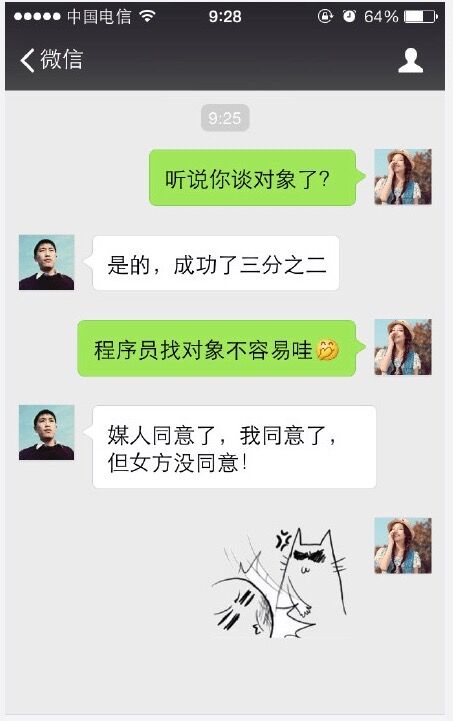 中国电信 9:28 64%
微信
9:25
听说你谈对象了？
是的，成功了三分之二
程序员找对象不容易哇🤭
媒人同意了，我同意了，
但女方没同意！